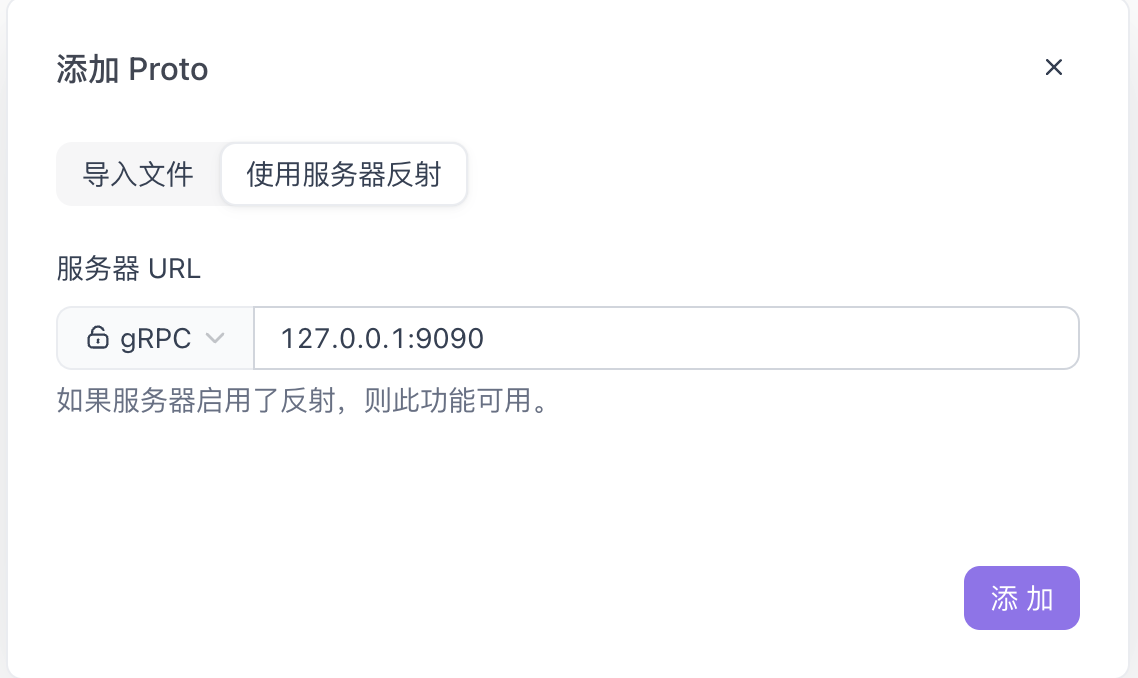 添加 Proto
导入文件 使用服务器反射
服务器 URL
gRPC 127.0.0.1:9090
如果服务器启用了反射，则此功能可用。
添 加